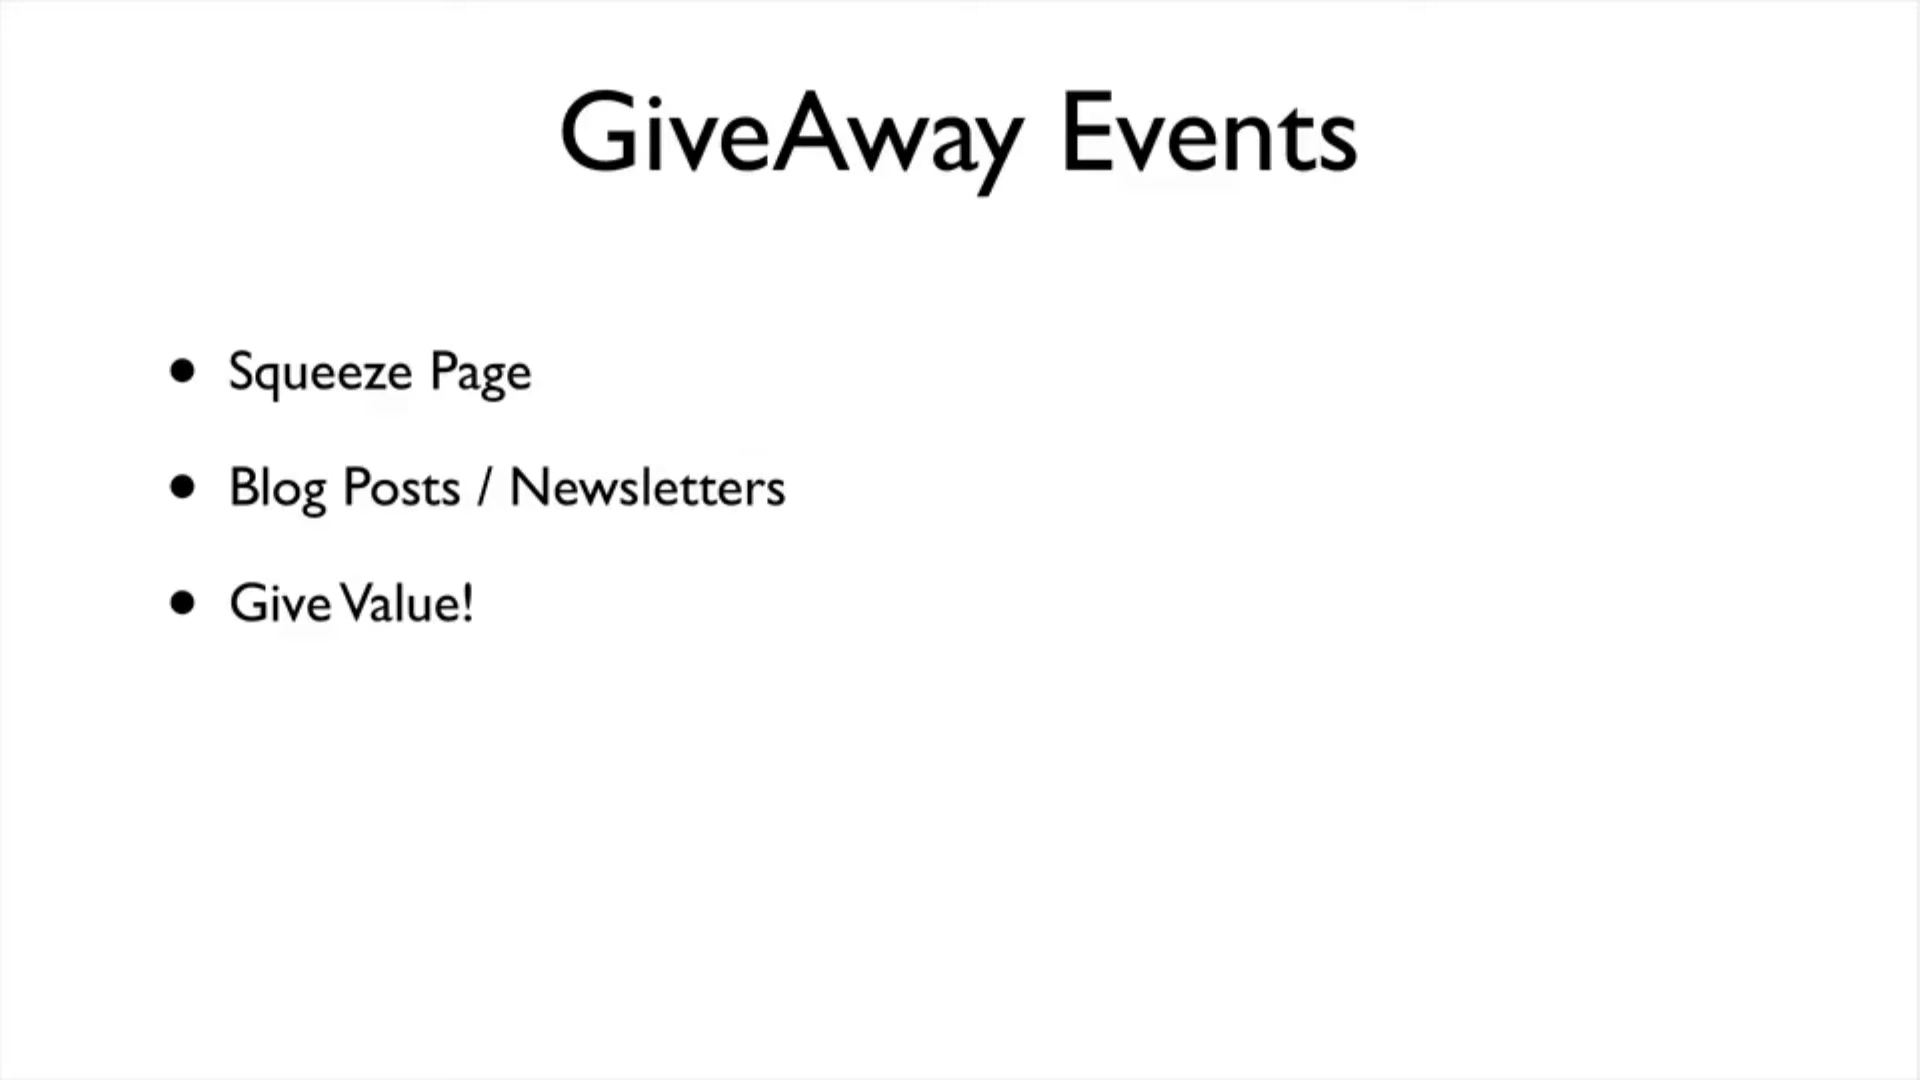 GiveAway Events
• Squeeze Page
• Blog Posts / Newsletters
• Give Value!